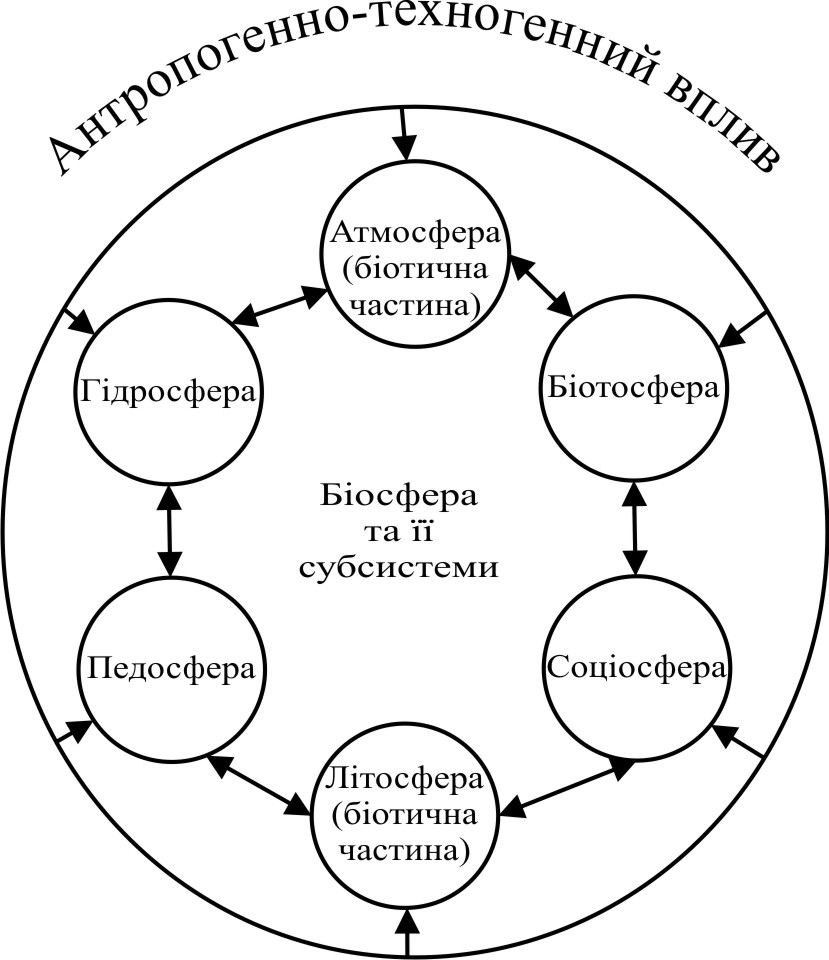 Антропогенно-техногенний вплив
Атмосфера
(біотична
частина)
Гідросфера
Біотосфера
Біосфера
та її
субсистеми
Педосфера
Соціосфера
Літосфера
(біотична
частина)